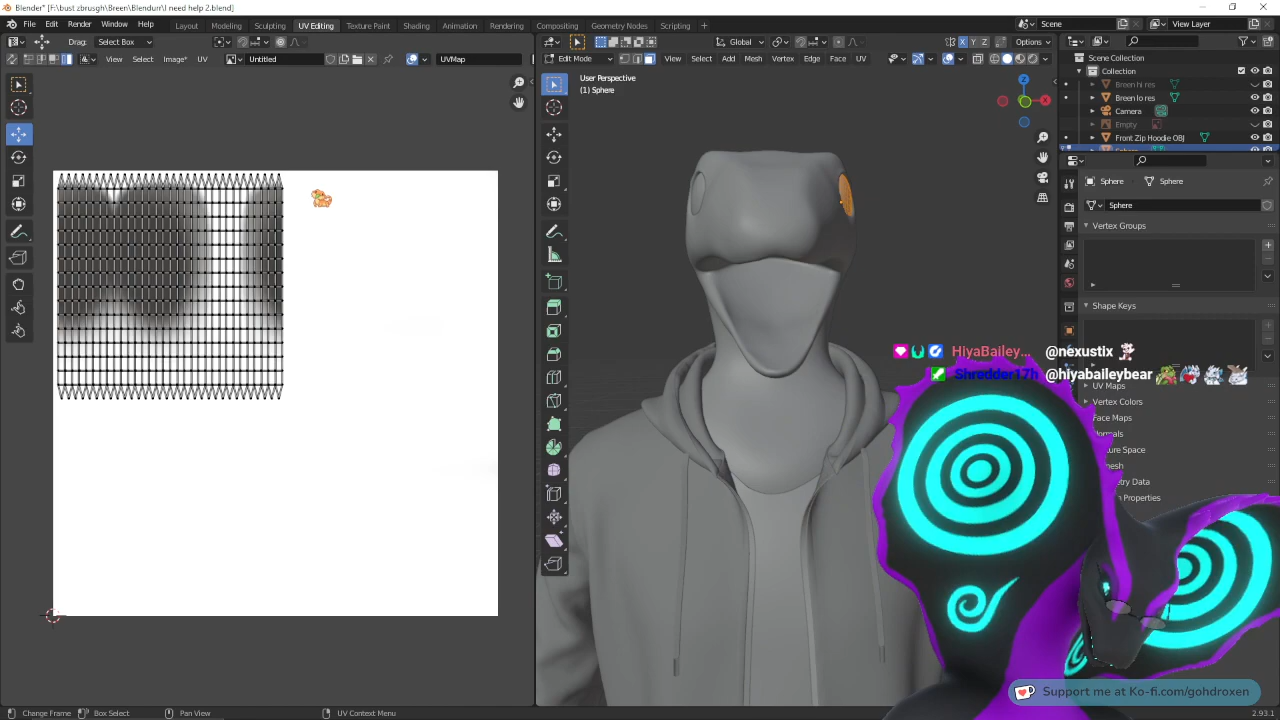 Blender* [F:\bust zbrusgh\Breen\Blendurr\I need help 2.blend]
File Edit Render Window Help Layout Modeling Sculpting UV Editing Texture Paint Shading Animation Rendering Compositing Geometry Nodes Scripting + Scene View Layer
Drag: Select Box Global X Y Z Options
View Select Image* UV Untitled UVMap Edit Mode View Select Add Mesh Vertex Edge Face UV
Scene Collection
Collection
Breen hi res
Breen lo res
Camera
Empty
Front Zip Hoodie OBJ
User Perspective
(1) Sphere
Z
X
Sphere Sphere
Sphere
Vertex Groups
Shape Keys
HiyaBailey... @nexustix
Shredder17h @hiyabaileybear
UV Maps
Vertex Colors
Face Maps
Normals
Support me at Ko-fi.com/gohdroxen
Change Frame Box Select Pan View UV Context Menu 2.93.1